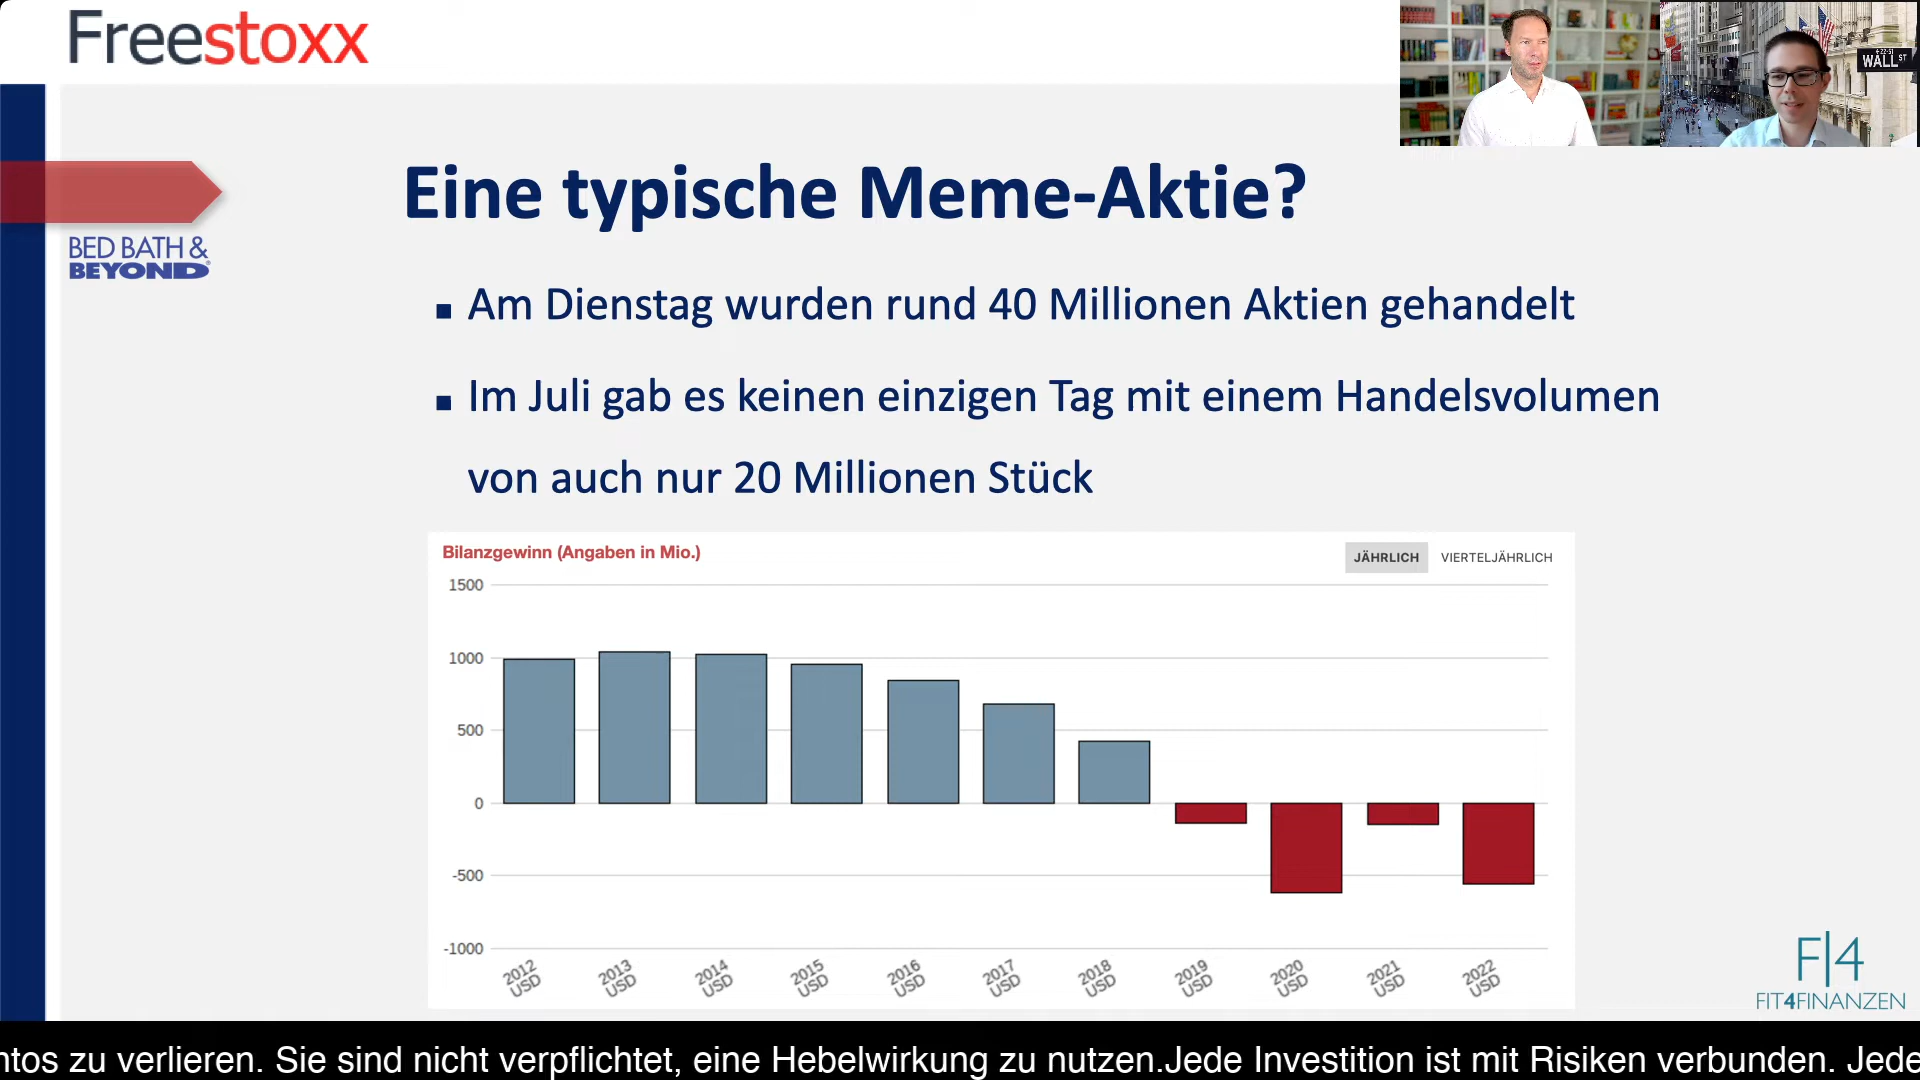 Freestoxx
WALL ST
BED BATH &
BEYOND
Eine typische Meme-Aktie?
▪ Am Dienstag wurden rund 40 Millionen Aktien gehandelt
▪ Im Juli gab es keinen einzigen Tag mit einem Handelsvolumen
von auch nur 20 Millionen Stück
Bilanzgewinn (Angaben in Mio.)
JÄHRLICH VIERTELJÄHRLICH
1500
1000
500
0
-500
-1000
2012 USD
2013 USD
2014 USD
2015 USD
2016 USD
2017 USD
2018 USD
2019 USD
2020 USD
2021 USD
2022 USD
F|4
FIT4FINANZEN
ntos zu verlieren. Sie sind nicht verpflichtet, eine Hebelwirkung zu nutzen.Jede Investition ist mit Risiken verbunden. Jede